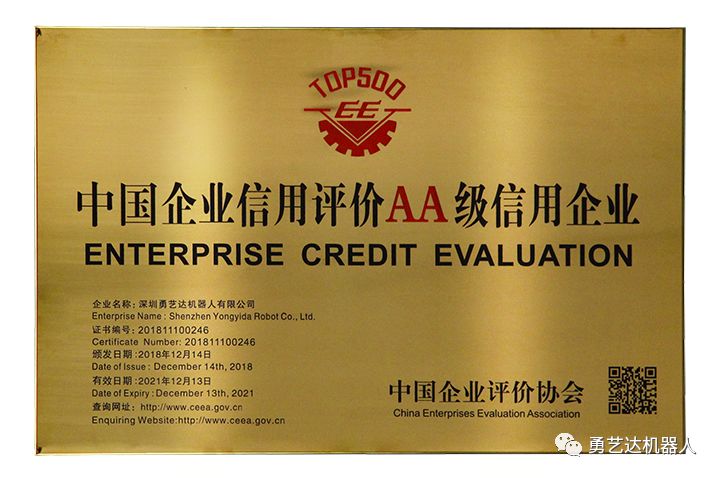 TOP500
EE
中国企业信用评价AA级信用企业
ENTERPRISE CREDIT EVALUATION
企业名称：深圳勇艺达机器人有限公司
Enterprise Name : Shenzhen Yongyida Robot Co., Ltd.
证书编号：201811100246
Certificate Number: 201811100246
颁发日期：2018年12月14日
Date of Issue : December 14th, 2018
有效日期：2021年12月13日
Date of Expiry : December 13th, 2021
查询网址：http://www.ceea.gov.cn
Enquiring Website:http://www.ceea.gov.cn
中国企业评价协会
China Enterprises Evaluation Association
勇艺达机器人